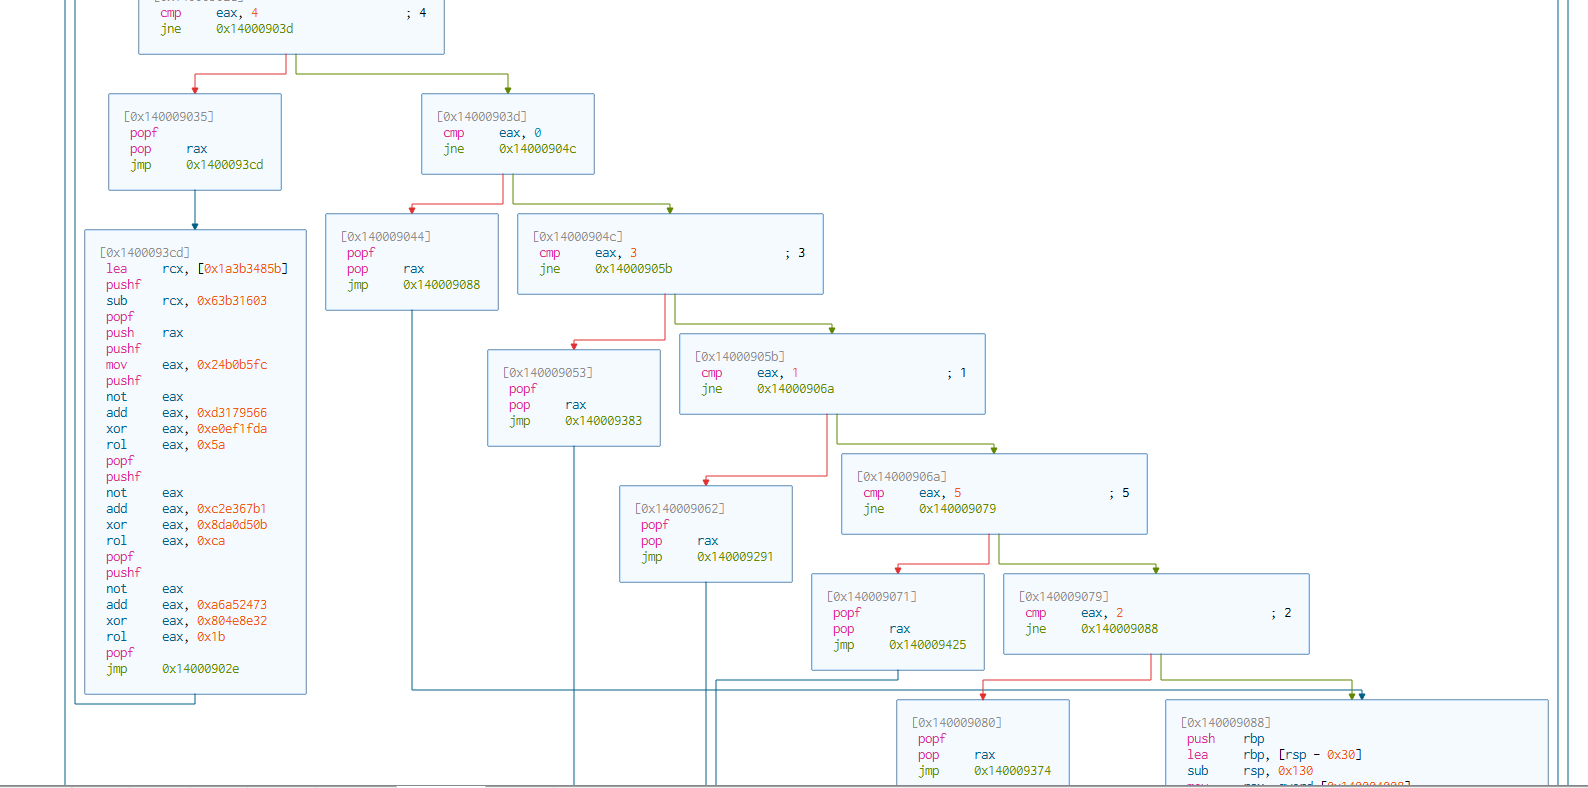 cmp eax, 4 ; 4
jne 0x14000903d
[0x140009035]
popf
pop rax
jmp 0x1400093cd
[0x14000903d]
cmp eax, 0
jne 0x14000904c
[0x1400093cd]
lea rcx, [0x1a3b3485b]
pushf
sub rcx, 0x63b31603
popf
push rax
pushf
mov eax, 0x24b0b5fc
pushf
not eax
add eax, 0xd3179566
xor eax, 0xe0ef1fda
rol eax, 0x5a
popf
pushf
not eax
add eax, 0xc2e367b1
xor eax, 0x8da0d50b
rol eax, 0xca
popf
pushf
not eax
add eax, 0xa6a52473
xor eax, 0x804e8e32
rol eax, 0x1b
popf
jmp 0x14000902e
[0x140009044]
popf
pop rax
jmp 0x140009088
[0x14000904c]
cmp eax, 3 ; 3
jne 0x14000905b
[0x140009053]
popf
pop rax
jmp 0x140009383
[0x14000905b]
cmp eax, 1 ; 1
jne 0x14000906a
[0x140009062]
popf
pop rax
jmp 0x140009291
[0x14000906a]
cmp eax, 5 ; 5
jne 0x140009079
[0x140009071]
popf
pop rax
jmp 0x140009425
[0x140009079]
cmp eax, 2 ; 2
jne 0x140009088
[0x140009080]
popf
pop rax
jmp 0x140009374
[0x140009088]
push rbp
lea rbp, [rsp - 0x30]
sub rsp, 0x130